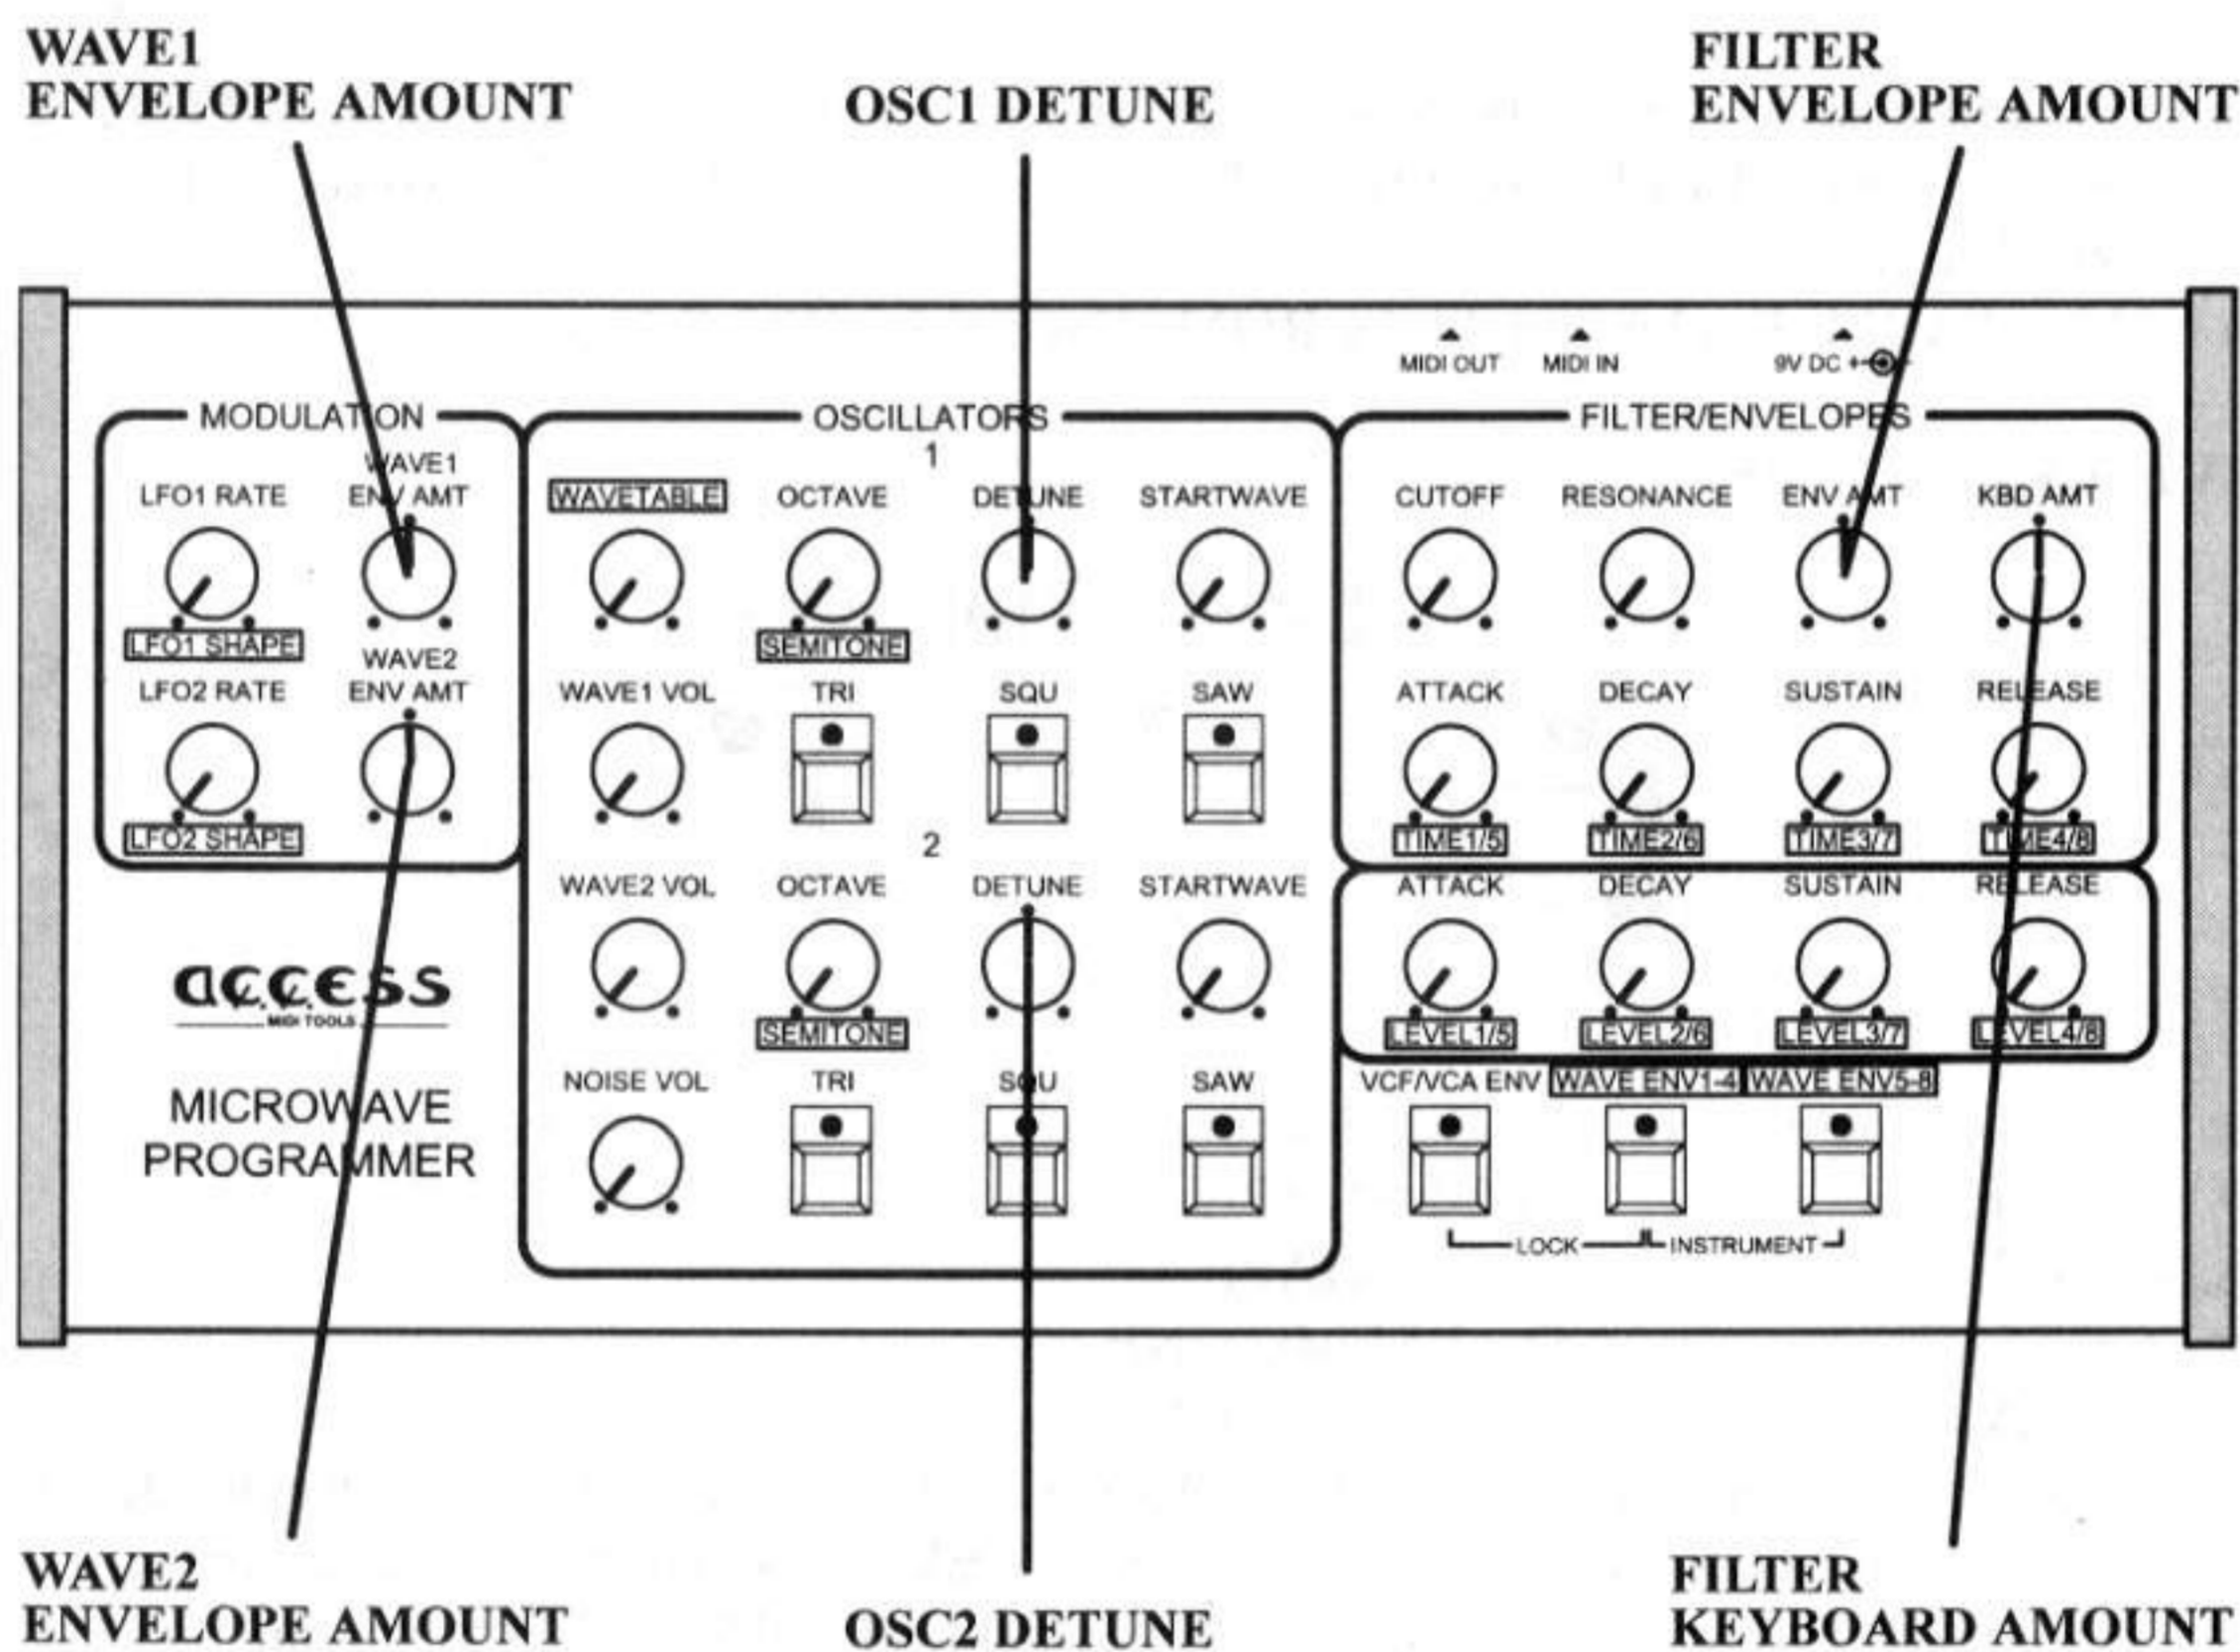 WAVE1
ENVELOPE AMOUNT
OSC1 DETUNE
FILTER
ENVELOPE AMOUNT
MIDI OUT
MIDI IN
9V DC +
MODULATION
OSCILLATORS
FILTER/ENVELOPES
1
WAVE1
LFO1 RATE
ENV AMT
WAVETABLE
OCTAVE
DETUNE
STARTWAVE
CUTOFF
RESONANCE
ENV AMT
KBD AMT
LFO1 SHAPE
SEMITONE
WAVE2
LFO2 RATE
ENV AMT
WAVE1 VOL
TRI
SQU
SAW
ATTACK
DECAY
SUSTAIN
RELEASE
LFO2 SHAPE
TIME1/5
TIME2/6
TIME3/7
TIME4/8
2
WAVE2 VOL
OCTAVE
DETUNE
STARTWAVE
ATTACK
DECAY
SUSTAIN
RELEASE
access
MIDI TOOLS
SEMITONE
LEVEL1/5
LEVEL2/6
LEVEL3/7
LEVEL4/8
MICROWAVE
PROGRAMMER
NOISE VOL
TRI
SQU
SAW
VCF/VCA ENV
WAVE ENV1-4
WAVE ENV5-8
LOCK
INSTRUMENT
WAVE2
ENVELOPE AMOUNT
OSC2 DETUNE
FILTER
KEYBOARD AMOUNT